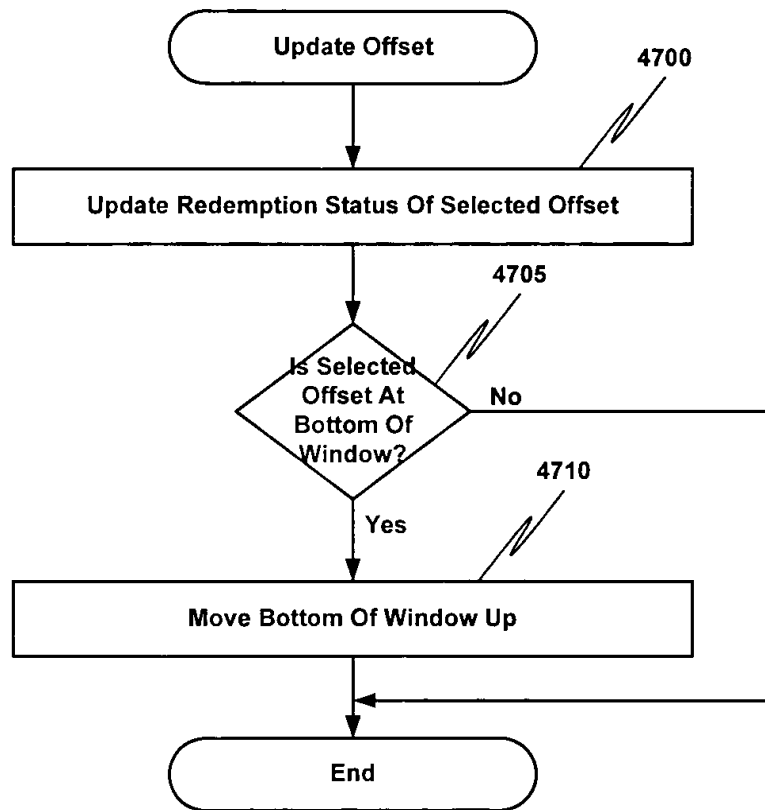 Update Offset
4700
Update Redemption Status Of Selected Offset
4705
Is Selected
Offset At
Bottom Of
Window?
No
4710
Yes
Move Bottom Of Window Up
End